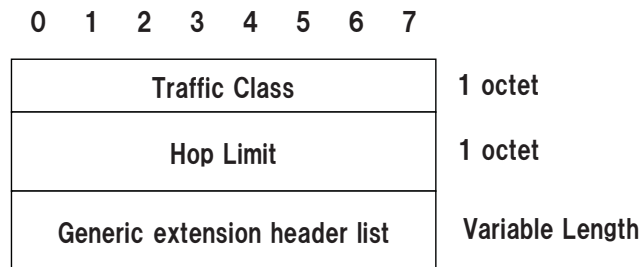 0 1 2 3 4 5 6 7
Traffic Class 1 octet
Hop Limit 1 octet
Generic extension header list Variable Length